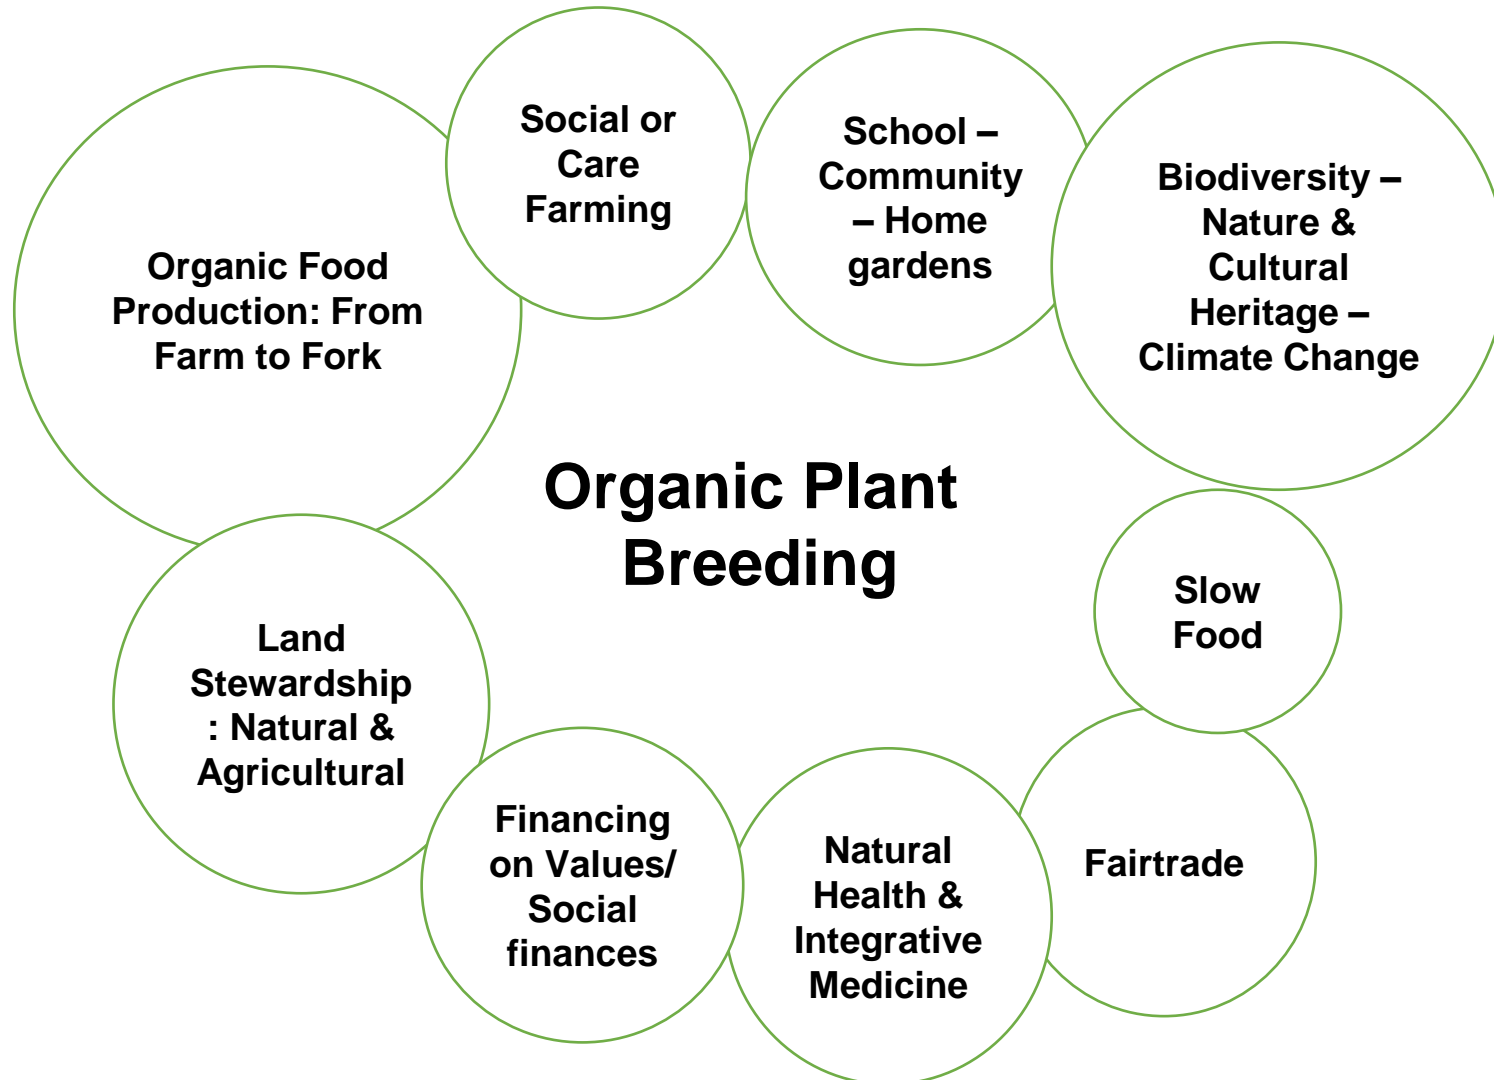 Social or
Care
Farming
School –
Community
– Home
gardens
Biodiversity –
Nature &
Cultural
Heritage –
Climate Change
Organic Food
Production: From
Farm to Fork
Organic Plant
Breeding
Slow
Food
Land
Stewardship
: Natural &
Agricultural
Financing
on Values/
Social
finances
Natural
Health &
Integrative
Medicine
Fairtrade